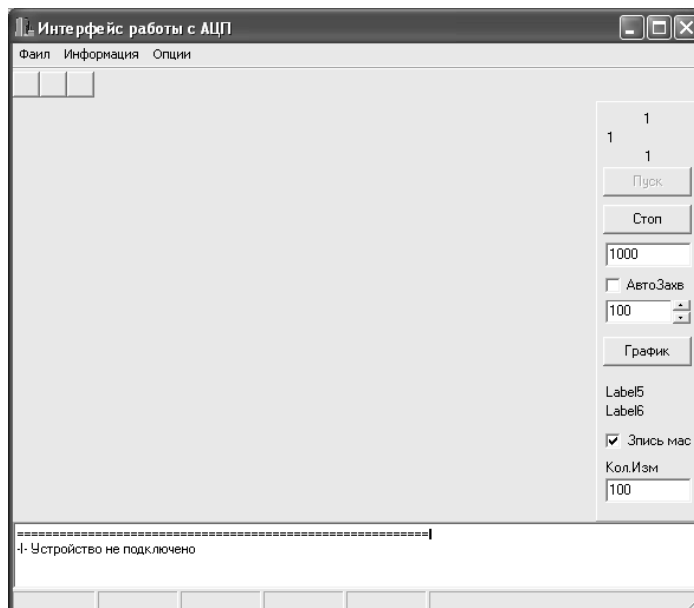 Интерфейс работы с АЦП
Фаил Информация Опции
1
1
1
Пуск
Стоп
1000
АвтоЗахв
100
График
Label5
Label6
Зпись мас
Кол.Изм
100
==========================================================
-I- Устройство не подключено